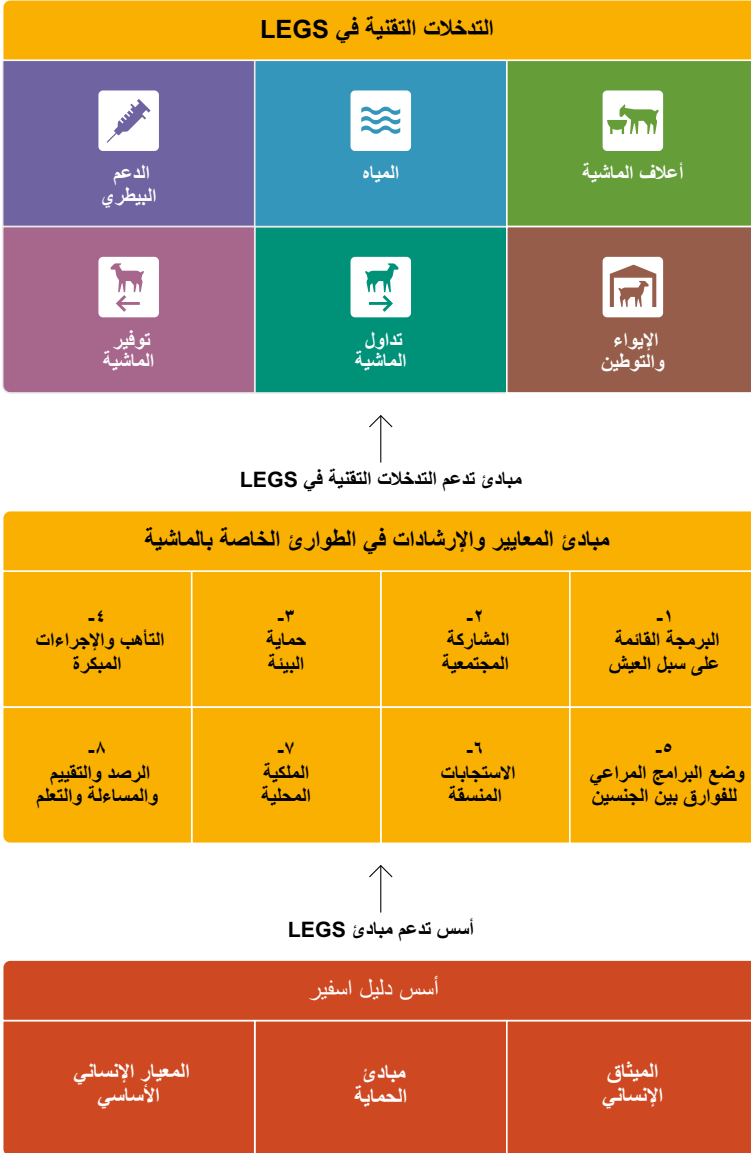 التدخلات التقنية في LEGS
أعلاف الماشية
المياه
الدعم
البيطري
الإيواء
والتوطين
تداول
الماشية
توفير
الماشية
مبادئ تدعم التدخلات التقنية في LEGS
مبادئ المعايير والإرشادات في الطوارئ الخاصة بالماشية
١-
البرمجة القائمة
على سبل العيش
٢-
المشاركة
المجتمعية
٣-
حماية
البيئة
٤-
التأهب والإجراءات
المبكرة
٥-
وضع البرامج المراعي
للفوارق بين الجنسين
٦-
الاستجابات
المنسقة
٧-
الملكية
المحلية
٨-
الرصد والتقييم
والمساءلة والتعلم
أسس تدعم مبادئ LEGS
أسس دليل اسفير
الميثاق
الإنساني
مبادئ
الحماية
المعيار الإنساني
الأساسي